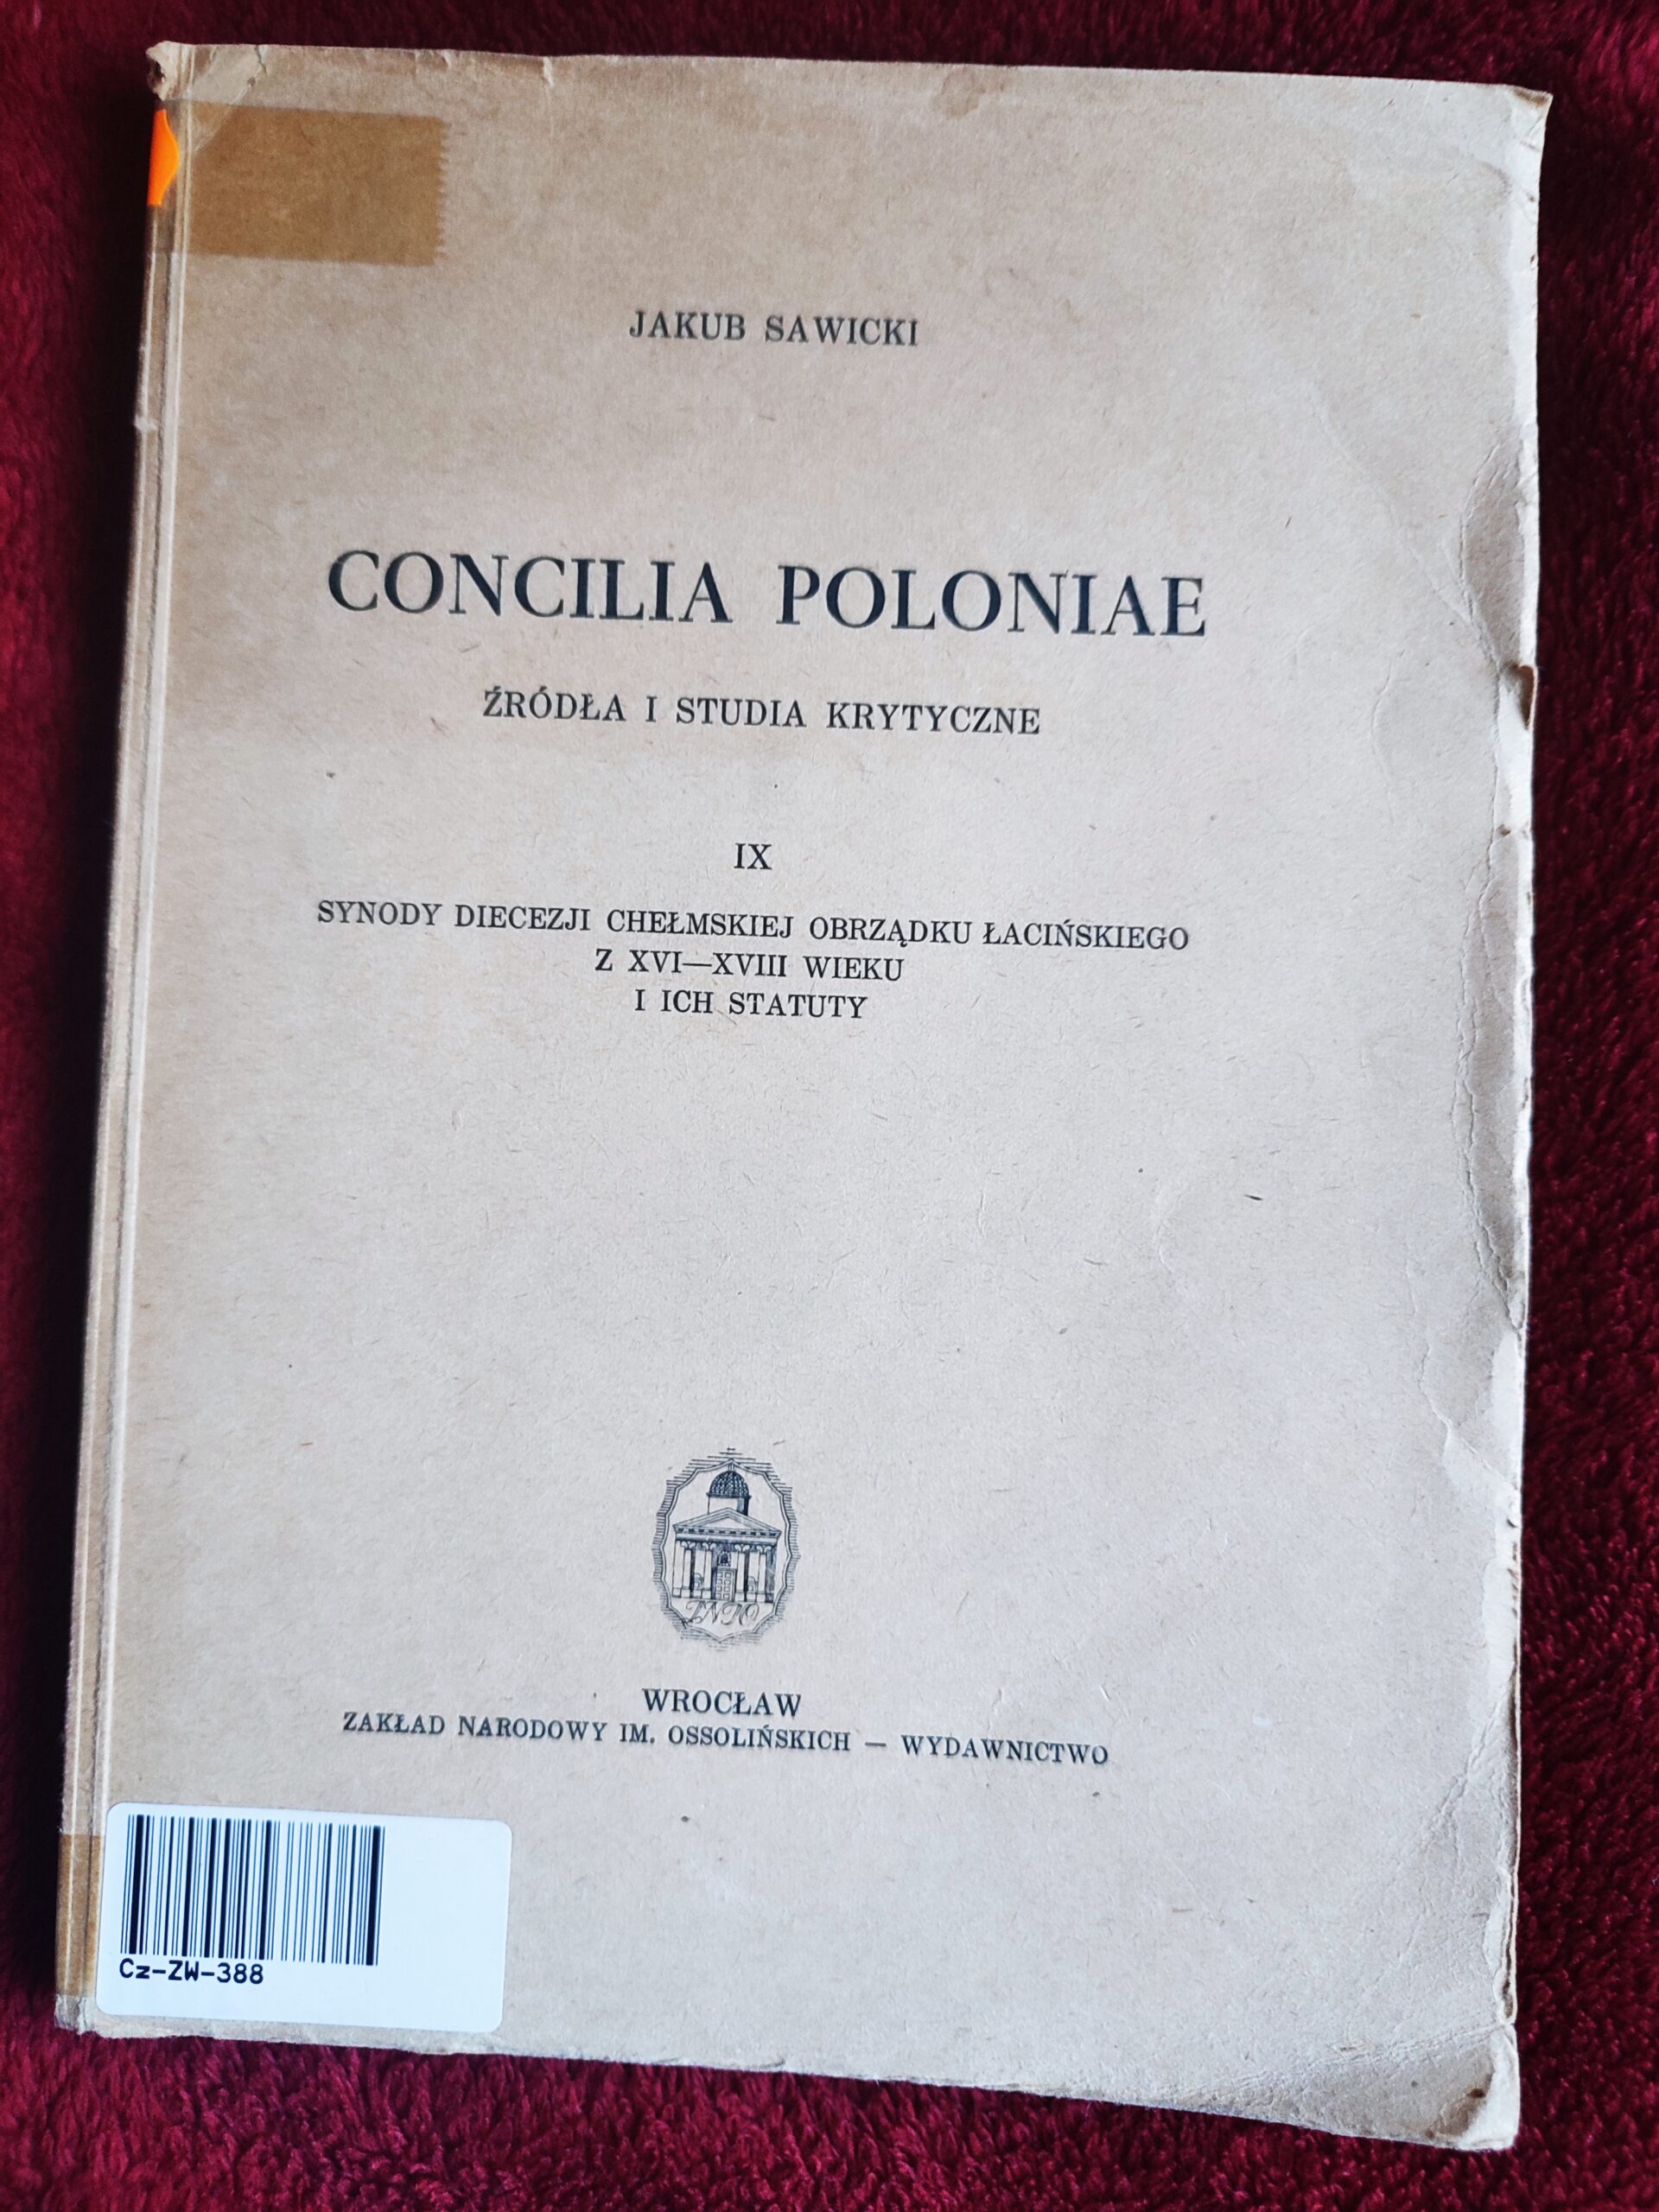 JAKUB SAWICKI
CONCILIA POLONIAE
ŹRÓDŁA I STUDIA KRYTYCZNE
IX
SYNODY DIECEZJI CHEŁMSKIEJ OBRZĄDKU ŁACIŃSKIEGO
Z XVI—XVIII WIEKU
I ICH STATUTY
ZNIO
WROCŁAW
ZAKŁAD NARODOWY IM. OSSOLIŃSKICH — WYDAWNICTWO
Cz-ZW-388